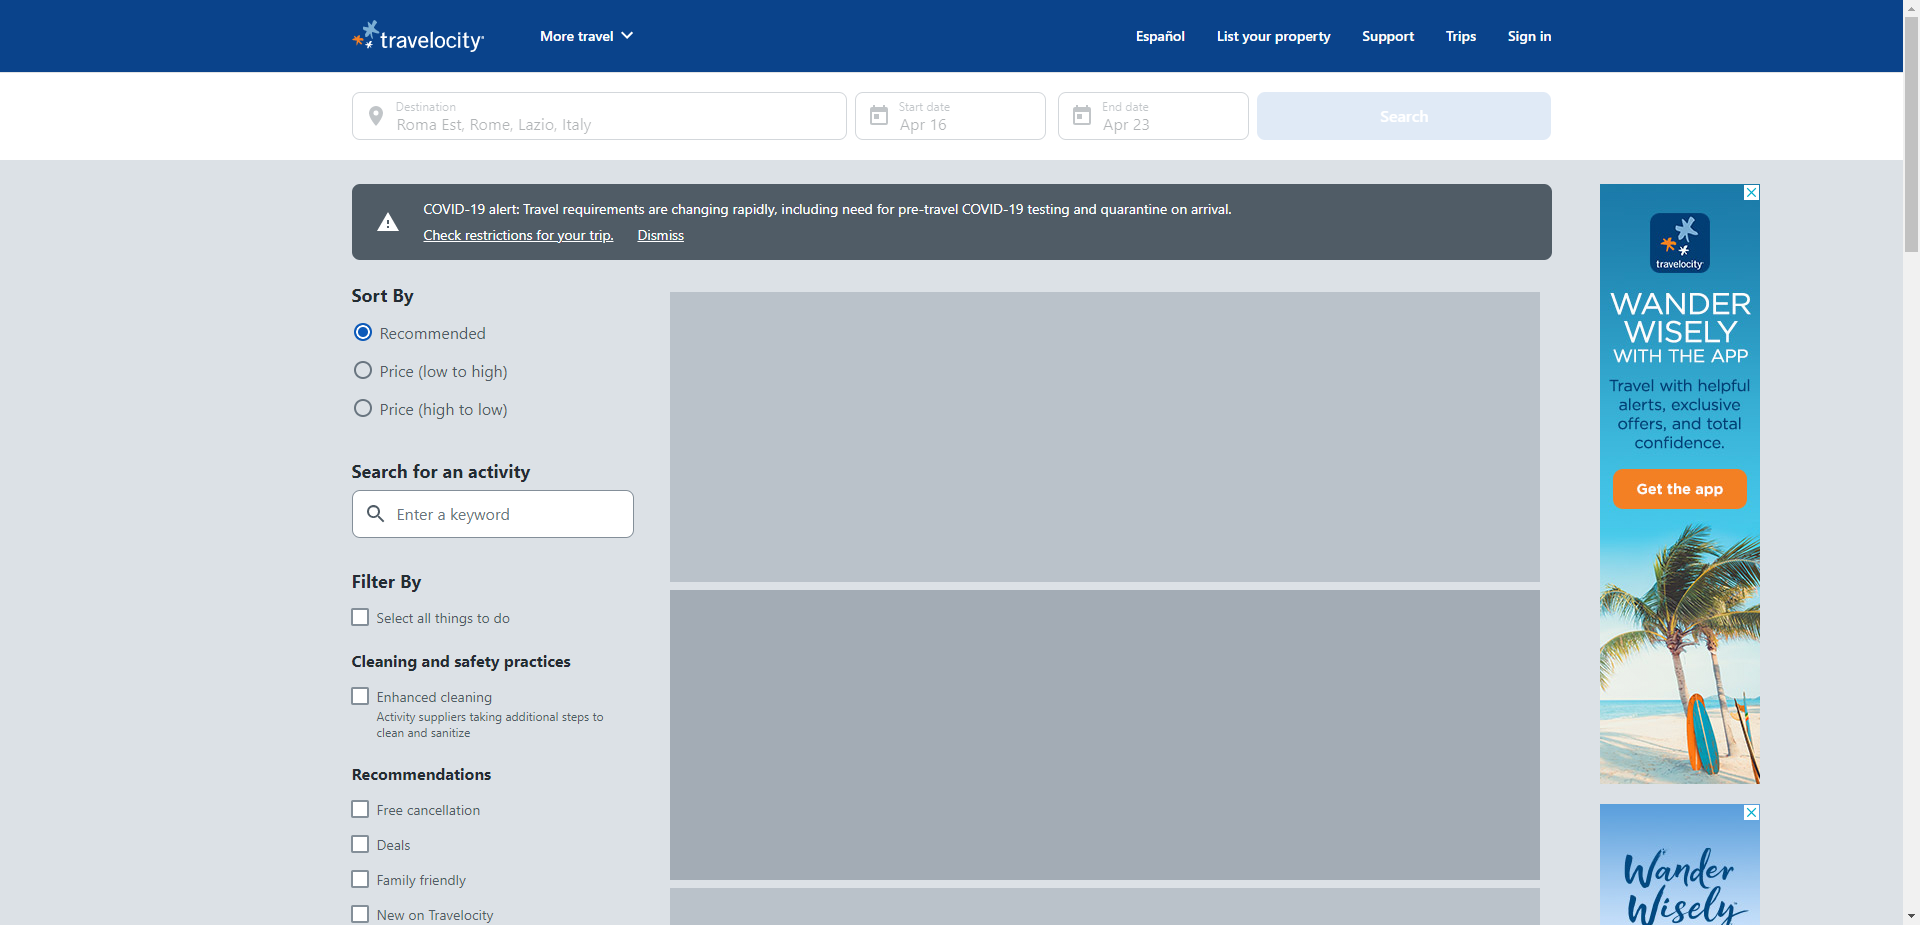 travelocity
More travel
Español
List your property
Support
Trips
Sign in
Destination
Roma Est, Rome, Lazio, Italy
Start date
Apr 16
End date
Apr 23
Search
COVID-19 alert: Travel requirements are changing rapidly, including need for pre-travel COVID-19 testing and quarantine on arrival.
Check restrictions for your trip. Dismiss
Sort By
Recommended
Price (low to high)
Price (high to low)
Search for an activity
Enter a keyword
Filter By
Select all things to do
Cleaning and safety practices
Enhanced cleaning
Activity suppliers taking additional steps to
clean and sanitize
Recommendations
Free cancellation
Deals
Family friendly
New on Travelocity
travelocity
WANDER
WISELY
WITH THE APP
Travel with helpful
alerts, exclusive
offers, and total
confidence.
Get the app
Wander
Wisely